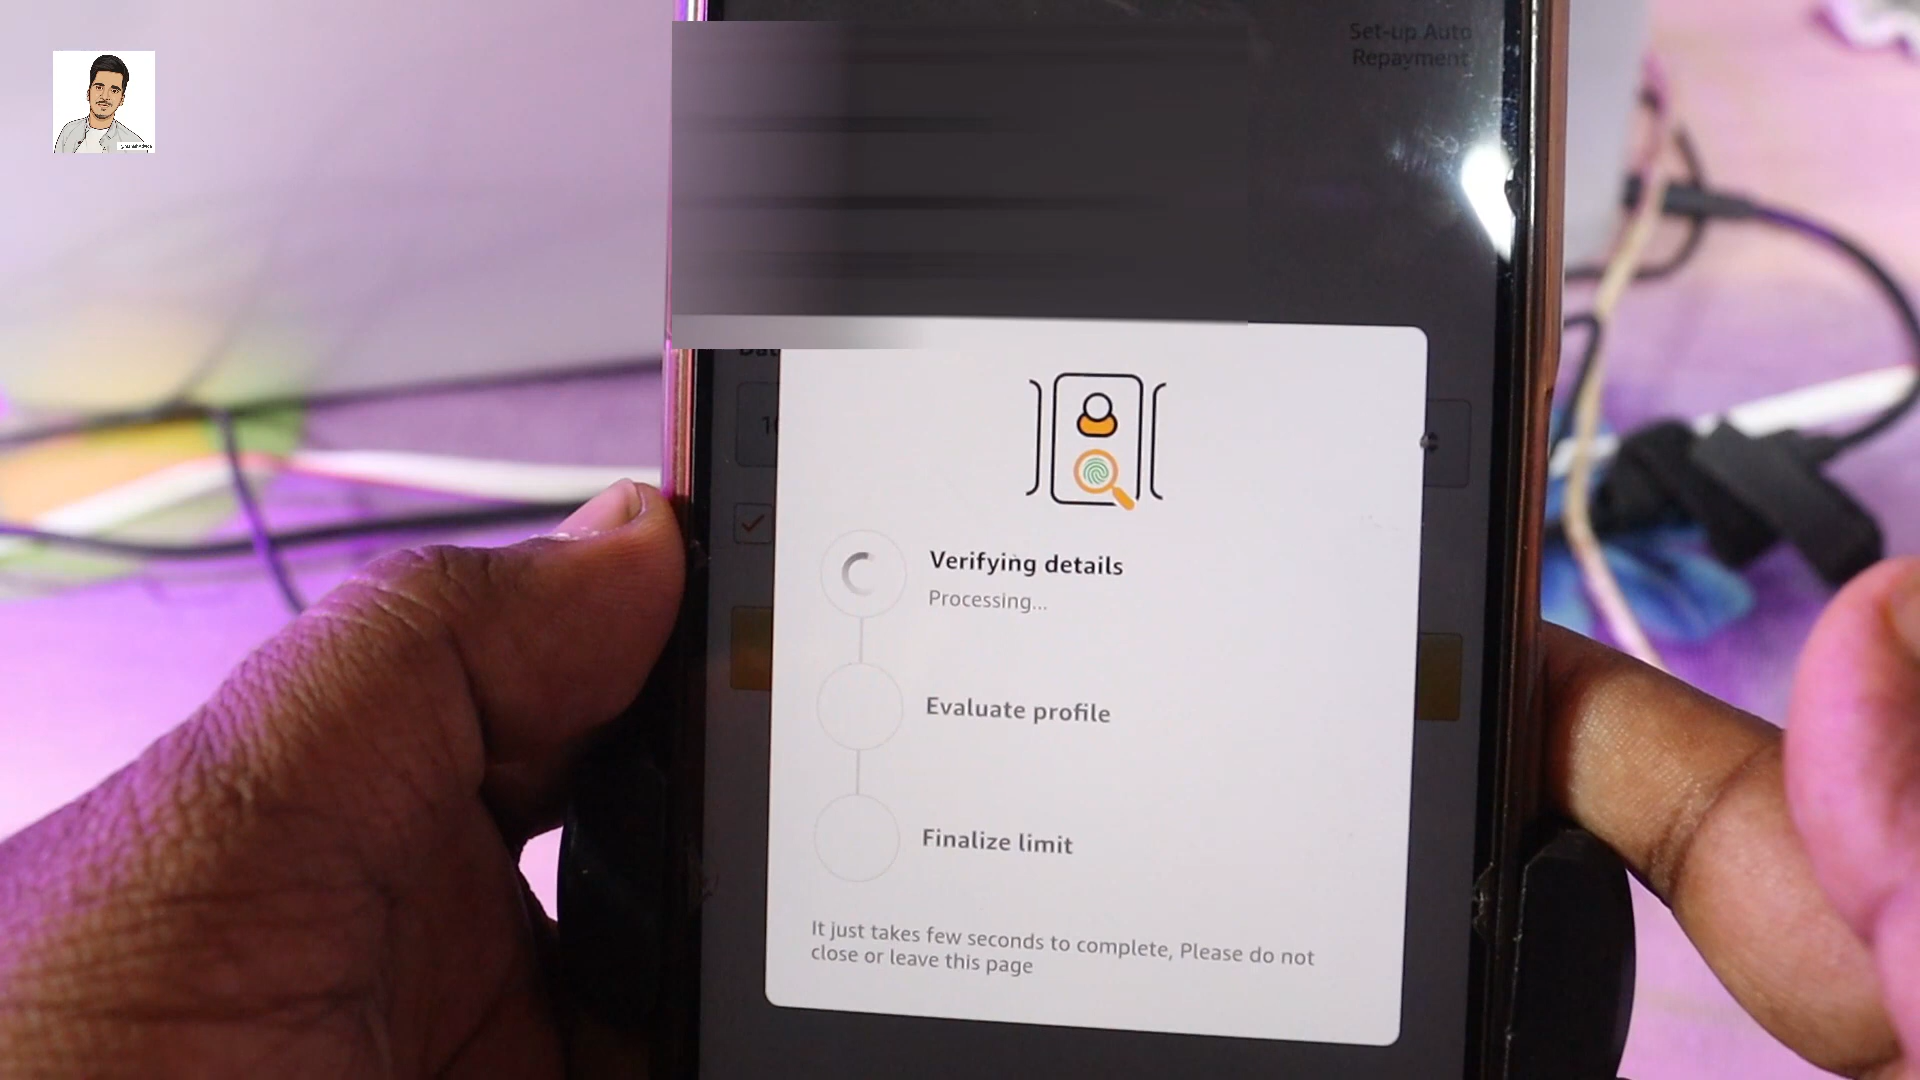 Set-up Auto
Repayment
Verifying details
Processing...
Evaluate profile
Finalize limit
It just takes few seconds to complete, Please do not
close or leave this page